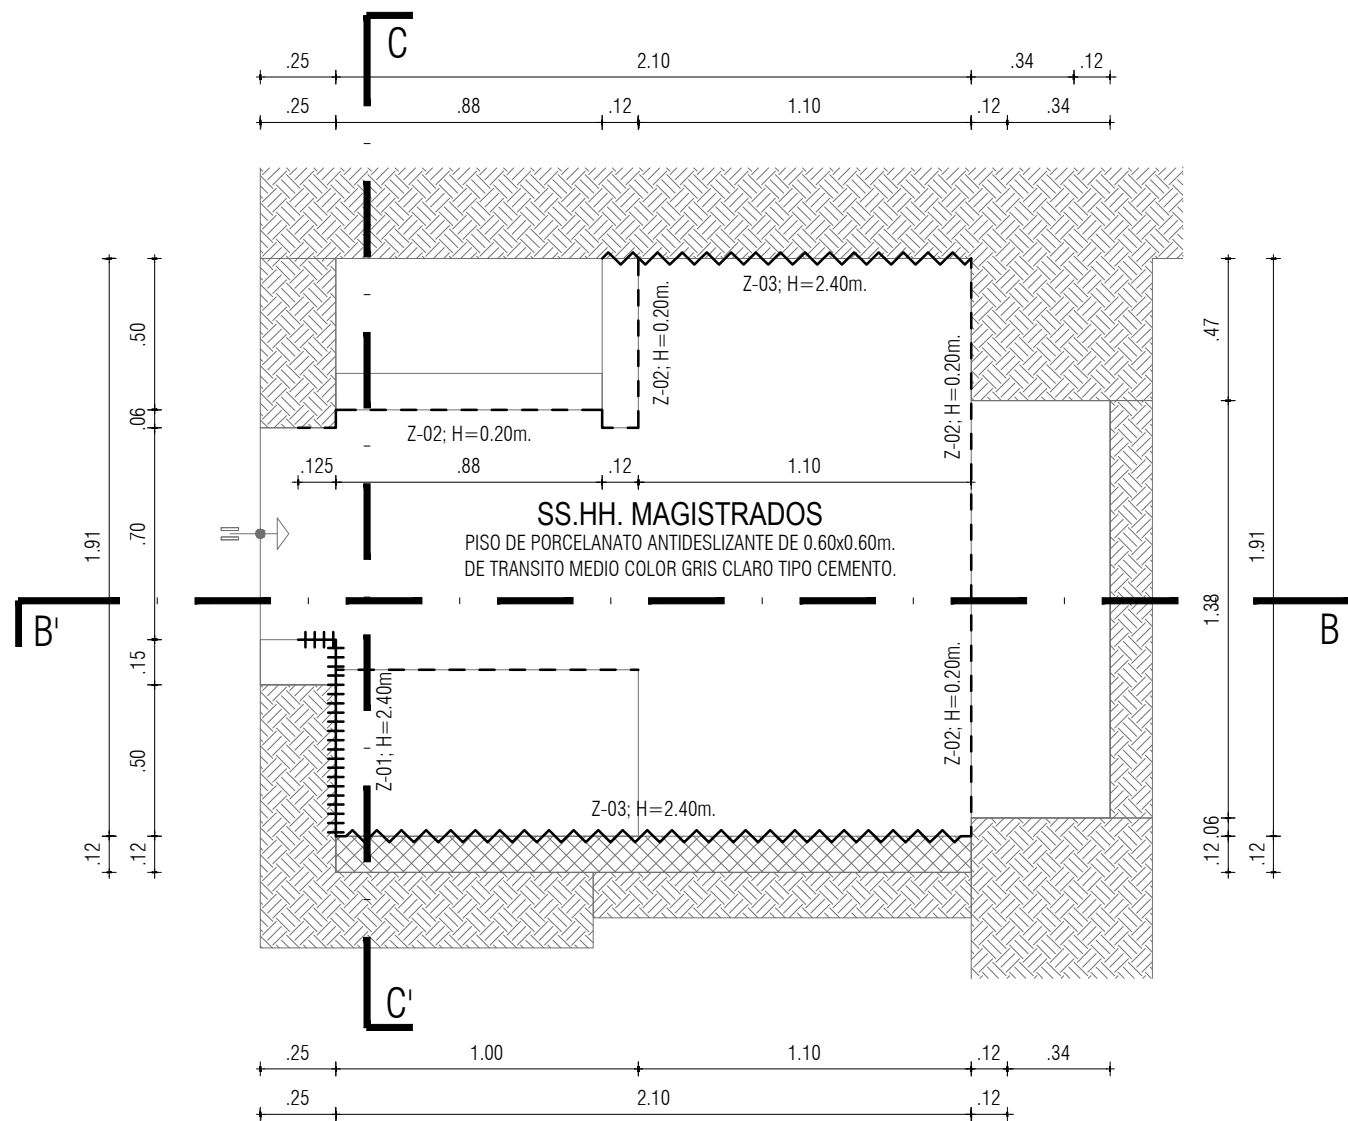 C
.25 2.10 .34 .12
.25 .88 .12 1.10 .12 .34
Z-03; H=2.40m.
Z-02; H=0.20m.
Z-02; H=0.20m.
Z-02; H=0.20m.
.50
.06
.70
1.91
.15
.50
.12
.12
.47
1.91
1.38
.06
.12
.12
.125 .88 .12 1.10
SS.HH. MAGISTRADOS
PISO DE PORCELANATO ANTIDESLIZANTE DE 0.60x0.60m.
DE TRANSITO MEDIO COLOR GRIS CLARO TIPO CEMENTO.
B'
B
Z-01; H=2.40m
Z-02; H=0.20m.
Z-03; H=2.40m.
C'
.25 1.00 1.10 .12 .34
.25 2.10 .12